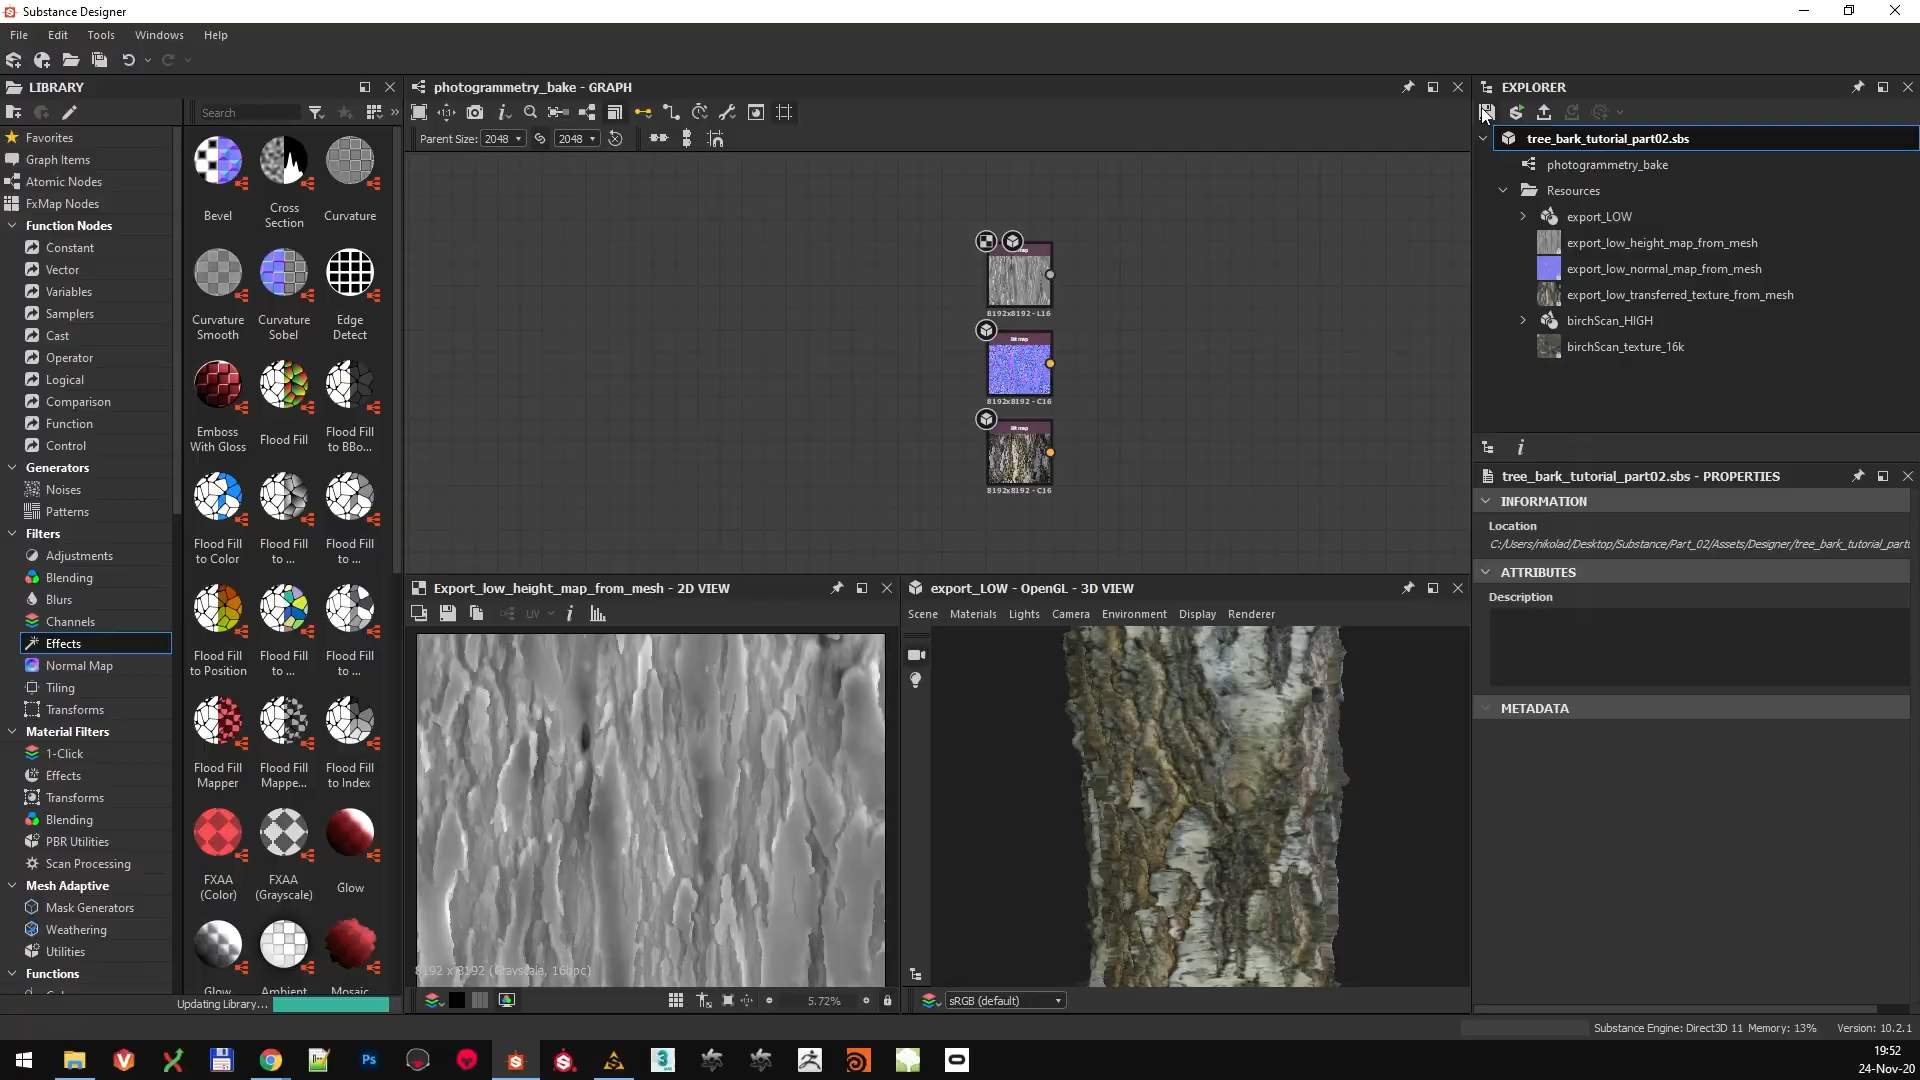 Substance Designer
File Edit Tools Windows Help
LIBRARY
Search
Favorites
Graph Items
Atomic Nodes
FxMap Nodes
Function Nodes
Constant
Vector
Variables
Samplers
Cast
Operator
Logical
Comparison
Function
Control
Generators
Noises
Patterns
Filters
Adjustments
Blending
Blurs
Channels
Effects
Normal Map
Tiling
Transforms
Material Filters
1-Click
Effects
Transforms
Blending
PBR Utilities
Scan Processing
Mesh Adaptive
Mask Generators
Weathering
Utilities
Functions
Bevel
Cross Section
Curvature
Curvature Smooth
Curvature Sobel
Edge Detect
Emboss With Gloss
Flood Fill
Flood Fill to BBo...
Flood Fill to Color
Flood Fill to ...
Flood Fill to ...
Flood Fill to Position
Flood Fill to ...
Flood Fill to ...
Flood Fill Mapper
Flood Fill Mappe...
Flood Fill to Index
FXAA (Color)
FXAA (Grayscale)
Glow
Glow
Ambient
Mosaic
Updating Library...
photogrammetry_bake - GRAPH
Parent Size: 2048 2048
8192x8192 - L16
Bitmap
8192x8192 - C16
Bitmap
8192x8192 - C16
Export_low_height_map_from_mesh - 2D VIEW
UV
8192 x 8192 (Grayscale, 16bpc)
5.72%
export_LOW - OpenGL - 3D VIEW
Scene Materials Lights Camera Environment Display Renderer
sRGB (default)
EXPLORER
tree_bark_tutorial_part02.sbs
photogrammetry_bake
Resources
export_LOW
export_low_height_map_from_mesh
export_low_normal_map_from_mesh
export_low_transferred_texture_from_mesh
birchScan_HIGH
birchScan_texture_16k
tree_bark_tutorial_part02.sbs - PROPERTIES
INFORMATION
Location
C:/Users/nikolad/Desktop/Substance/Part_02/Assets/Designer/tree_bark_tutorial_part
ATTRIBUTES
Description
METADATA
Substance Engine: Direct3D 11 Memory: 13% Version: 10.2.1
Ps
3
19:52
24-Nov-20